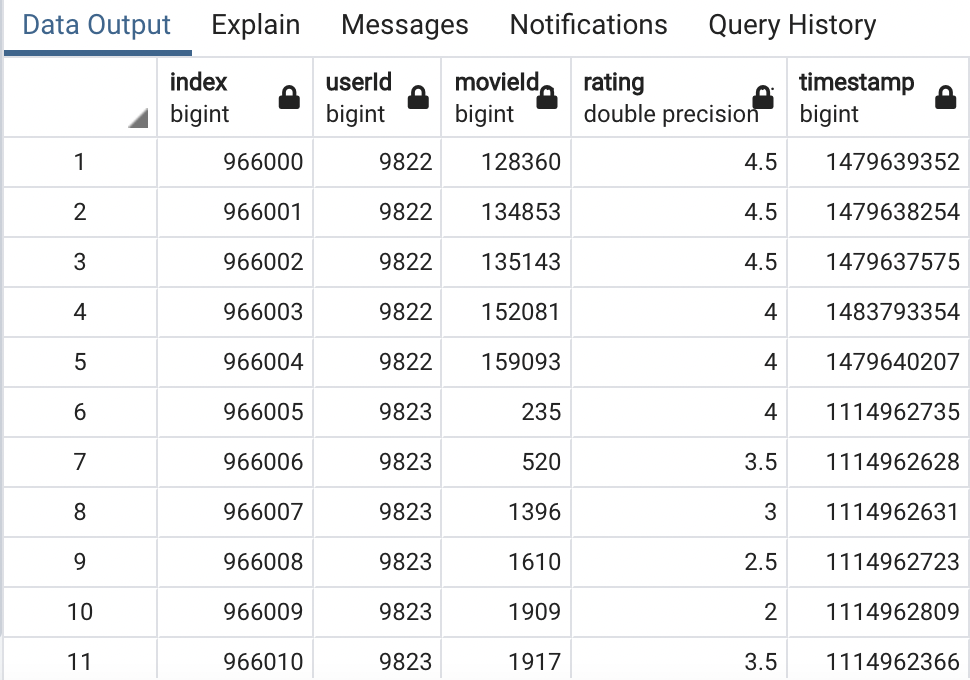 Data Output Explain Messages Notifications Query History
index userId movieId rating timestamp
bigint bigint bigint double precision bigint
1 966000 9822 128360 4.5 1479639352
2 966001 9822 134853 4.5 1479638254
3 966002 9822 135143 4.5 1479637575
4 966003 9822 152081 4 1483793354
5 966004 9822 159093 4 1479640207
6 966005 9823 235 4 1114962735
7 966006 9823 520 3.5 1114962628
8 966007 9823 1396 3 1114962631
9 966008 9823 1610 2.5 1114962723
10 966009 9823 1909 2 1114962809
11 966010 9823 1917 3.5 1114962366